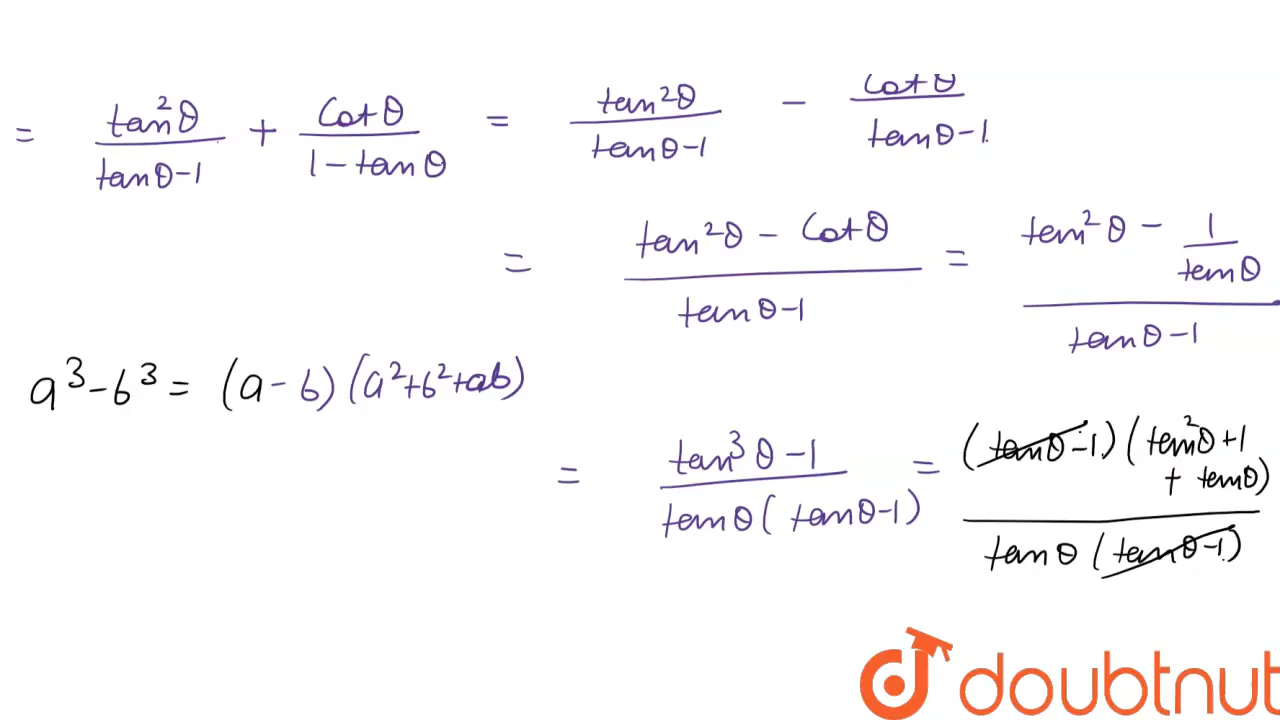 = tan²θ/(tanθ-1) + Cotθ/(1-tanθ) = tan²θ/(tanθ-1) - Cotθ/(tanθ-1)
= (tan²θ - Cotθ)/(tanθ-1) = (tan²θ - 1/tanθ)/(tanθ-1)
a³-b³ = (a-b)(a²+b²+ab)
= (tan³θ-1)/(tanθ(tanθ-1)) = (tanθ-1)(tan²θ+1+tanθ)/(tanθ(tanθ-1))
doubtnut